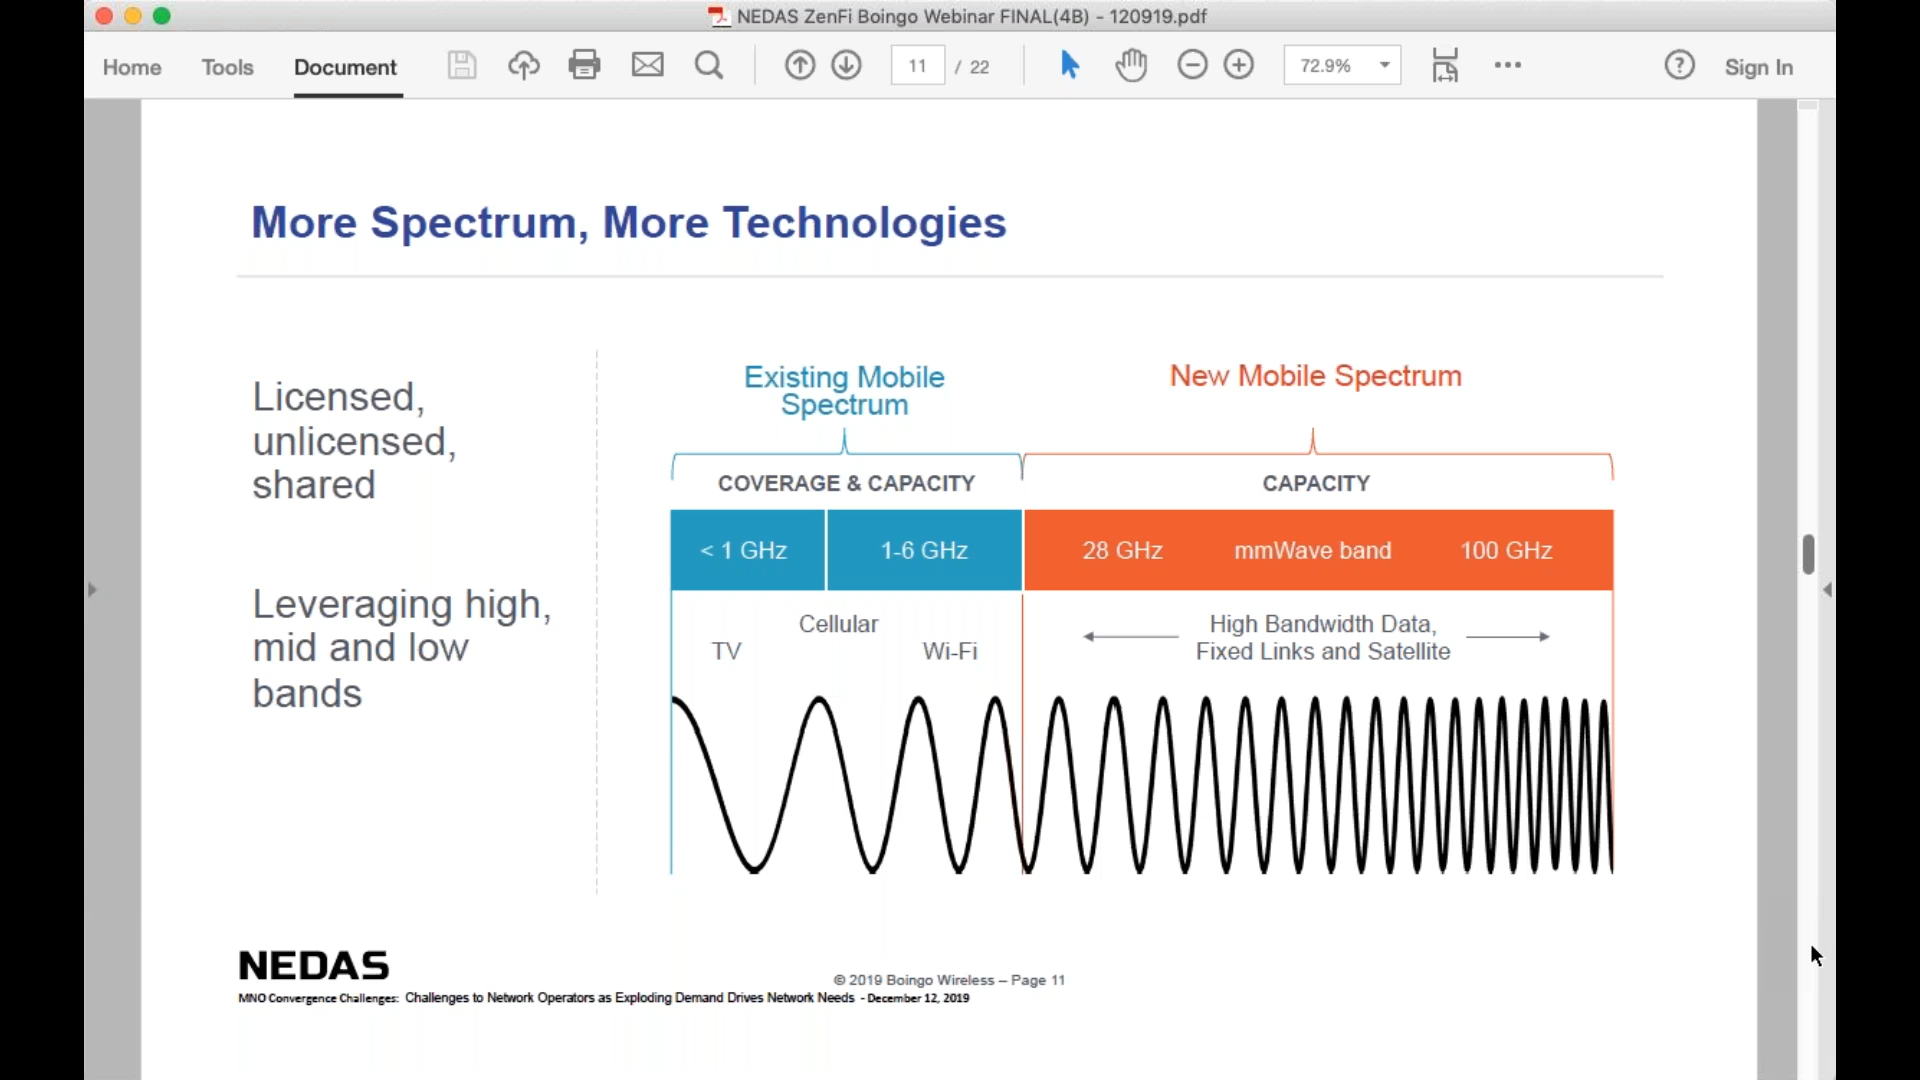 NEDAS ZenFi Boingo Webinar FINAL(4B) - 120919.pdf
Home Tools Document 11 / 22 72.9% Sign In
More Spectrum, More Technologies
Licensed,
unlicensed,
shared
Leveraging high,
mid and low
bands
Existing Mobile
Spectrum
New Mobile Spectrum
COVERAGE & CAPACITY
CAPACITY
< 1 GHz
1-6 GHz
28 GHz
mmWave band
100 GHz
Cellular
TV
Wi-Fi
High Bandwidth Data,
Fixed Links and Satellite
NEDAS
© 2019 Boingo Wireless – Page 11
MNO Convergence Challenges: Challenges to Network Operators as Exploding Demand Drives Network Needs - December 12, 2019